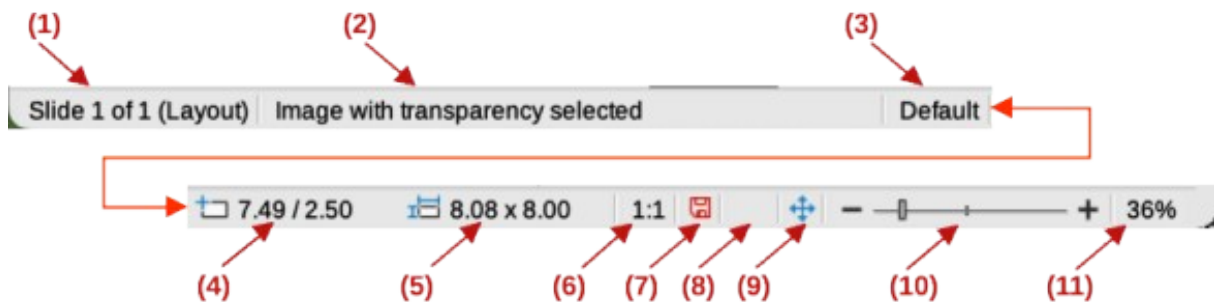 (1) (2) (3)
Slide 1 of 1 (Layout) Image with transparency selected Default
7.49 / 2.50 8.08 x 8.00 1:1 36%
(4) (5) (6) (7) (8) (9) (10) (11)